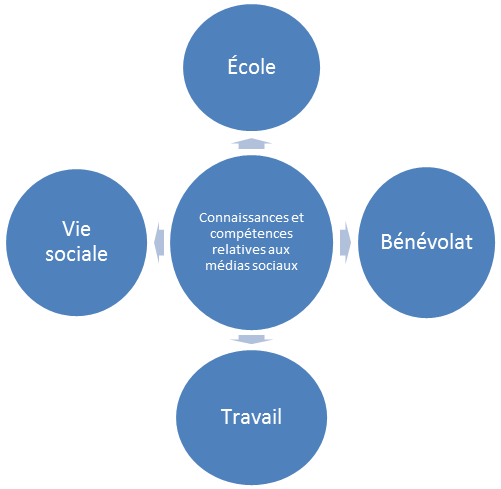 École
Vie
sociale
Connaissances et
compétences
relatives aux
médias sociaux
Bénévolat
Travail